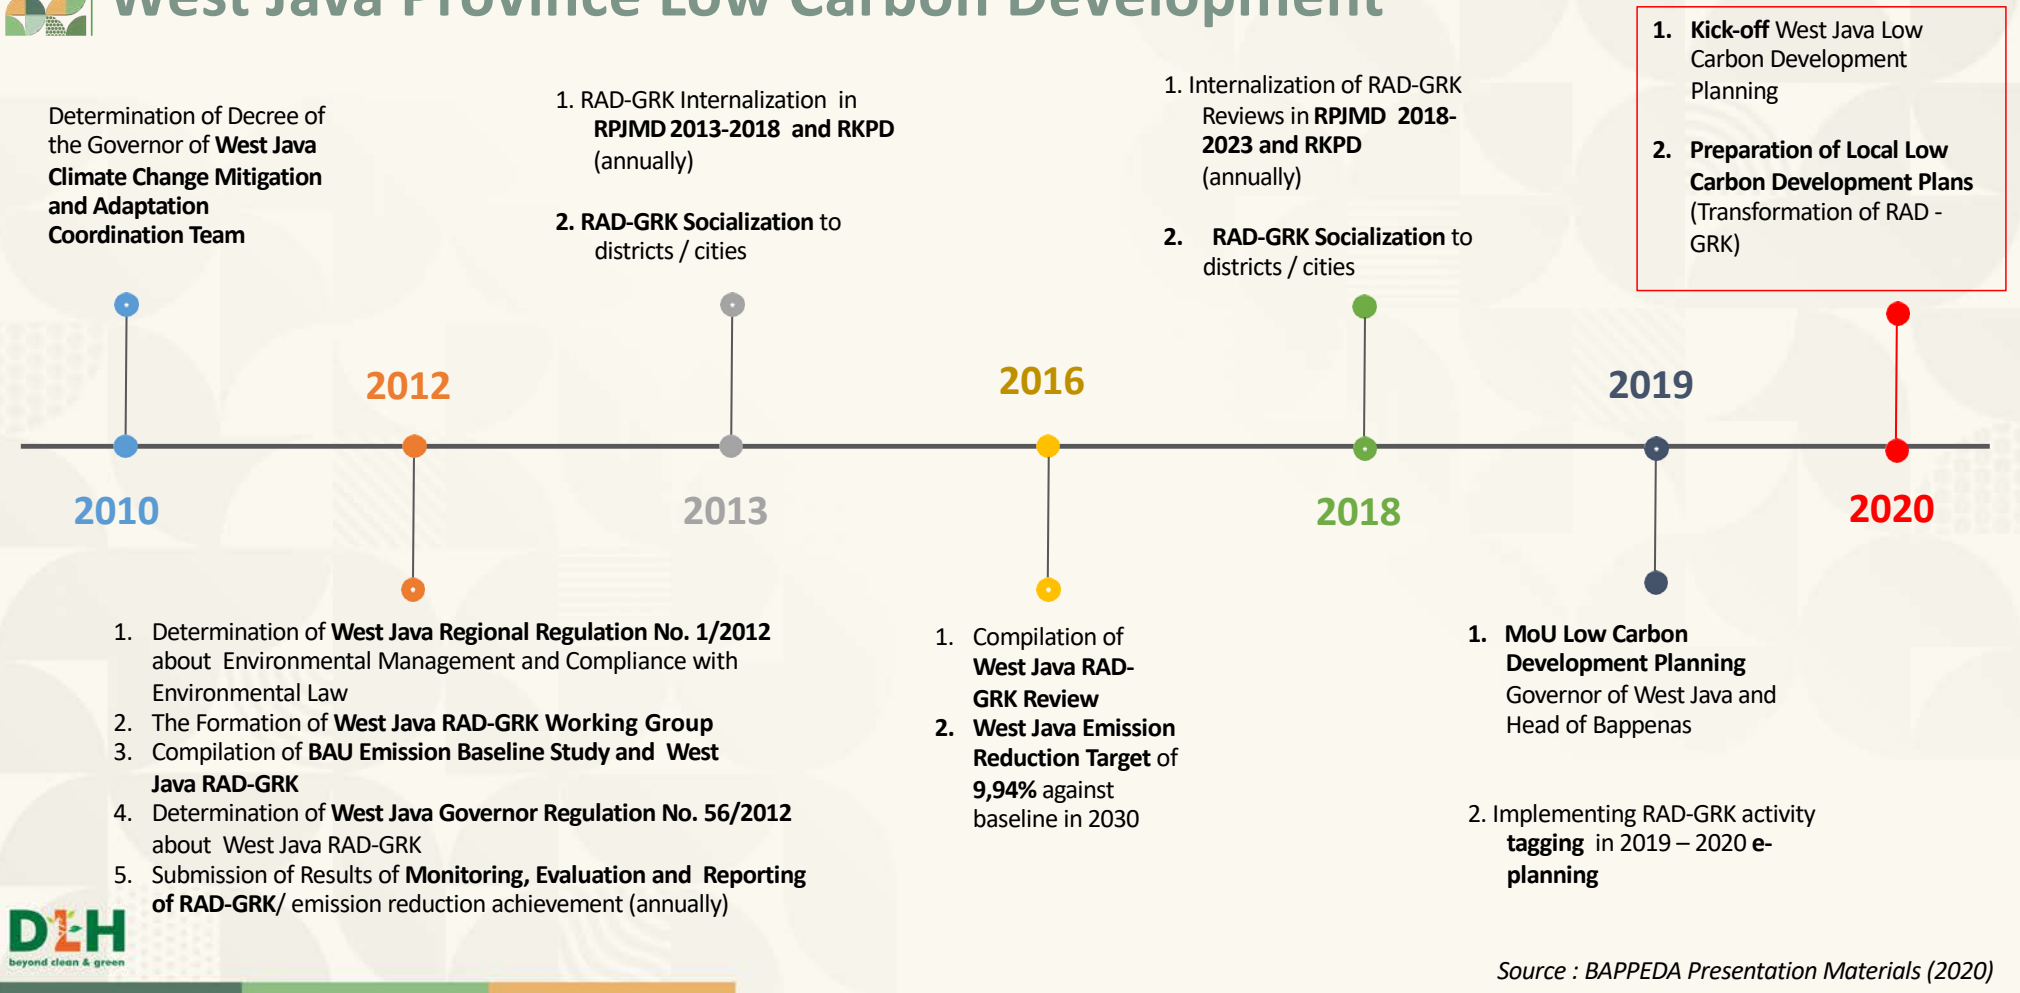 West Java Province Low Carbon Development
Determination of Decree of
the Governor of West Java
Climate Change Mitigation
and Adaptation
Coordination Team
2010
2012
1. Determination of West Java Regional Regulation No. 1/2012
about Environmental Management and Compliance with
Environmental Law
2. The Formation of West Java RAD-GRK Working Group
3. Compilation of BAU Emission Baseline Study and West
Java RAD-GRK
4. Determination of West Java Governor Regulation No. 56/2012
about West Java RAD-GRK
5. Submission of Results of Monitoring, Evaluation and Reporting
of RAD-GRK/ emission reduction achievement (annually)
1. RAD-GRK Internalization in
RPJMD 2013-2018 and RKPD
(annually)
2. RAD-GRK Socialization to
districts / cities
2013
2016
1. Compilation of
West Java RAD-
GRK Review
2. West Java Emission
Reduction Target of
9,94% against
baseline in 2030
1. Internalization of RAD-GRK
Reviews in RPJMD 2018-
2023 and RKPD
(annually)
2. RAD-GRK Socialization to
districts / cities
2018
2019
1. MoU Low Carbon
Development Planning
Governor of West Java and
Head of Bappenas
2. Implementing RAD-GRK activity
tagging in 2019 – 2020 e-
planning
1. Kick-off West Java Low
Carbon Development
Planning
2. Preparation of Local Low
Carbon Development Plans
(Transformation of RAD -
GRK)
2020
DLH
beyond clean & green
Source : BAPPEDA Presentation Materials (2020)